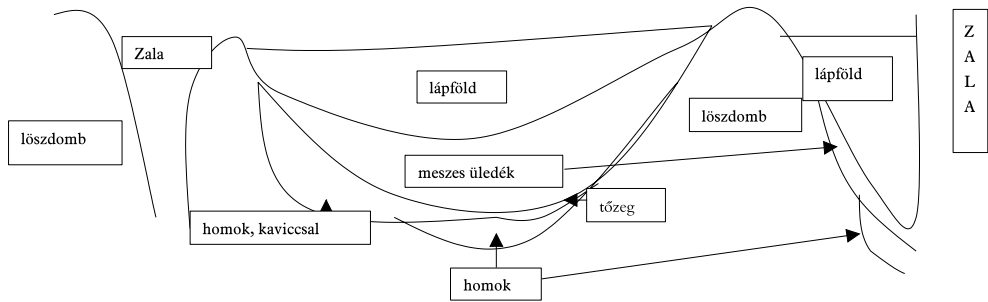 Zala
Z
A
L
A
lápföld
lápföld
löszdomb
löszdomb
meszes üledék
tőzeg
homok, kaviccsal
homok